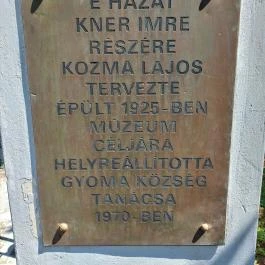 E HÁZAT
KNER IMRE
RÉSZÉRE
KOZMA LAJOS
TERVEZTE
ÉPÜLT 1925-BEN
MÚZEUM
CÉLJÁRA
HELYREÁLLÍTOTTA
GYOMA KÖZSÉG
TANÁCSA
1970-BEN